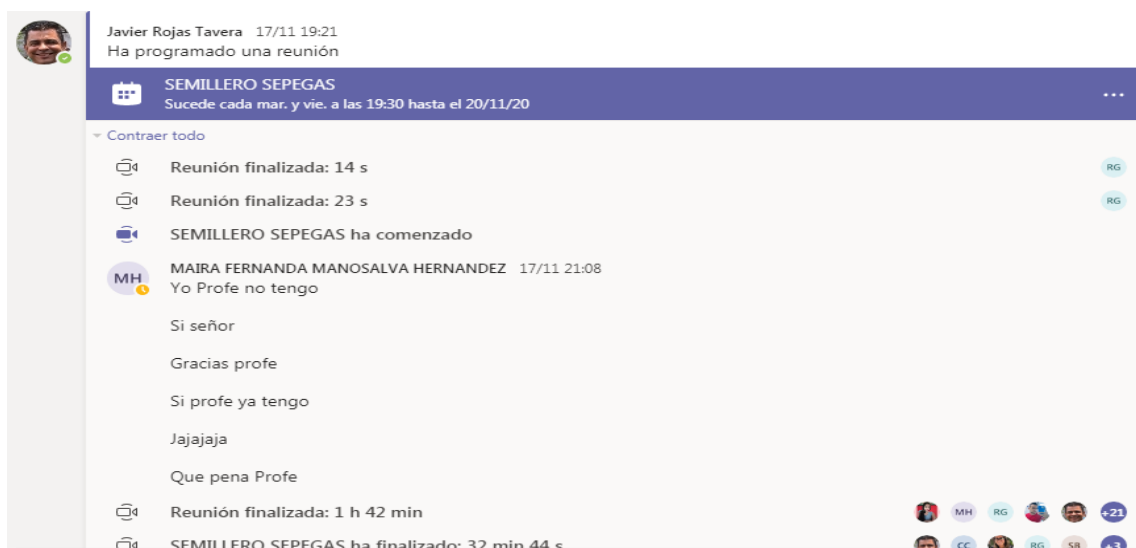 Javier Rojas Tavera 17/11 19:21
Ha programado una reunión
SEMILLERO SEPEGAS
Sucede cada mar. y vie. a las 19:30 hasta el 20/11/20
...
Contraer todo
Reunión finalizada: 14 s
RG
Reunión finalizada: 23 s
RG
SEMILLERO SEPEGAS ha comenzado
MH
MAIRA FERNANDA MANOSALVA HERNANDEZ 17/11 21:08
Yo Profe no tengo
Si señor
Gracias profe
Si profe ya tengo
Jajajaja
Que pena Profe
Reunión finalizada: 1 h 42 min
MH RG +21
SEMILLERO SEPEGAS ha finalizado: 32 min 44 s
CC RG SB +3